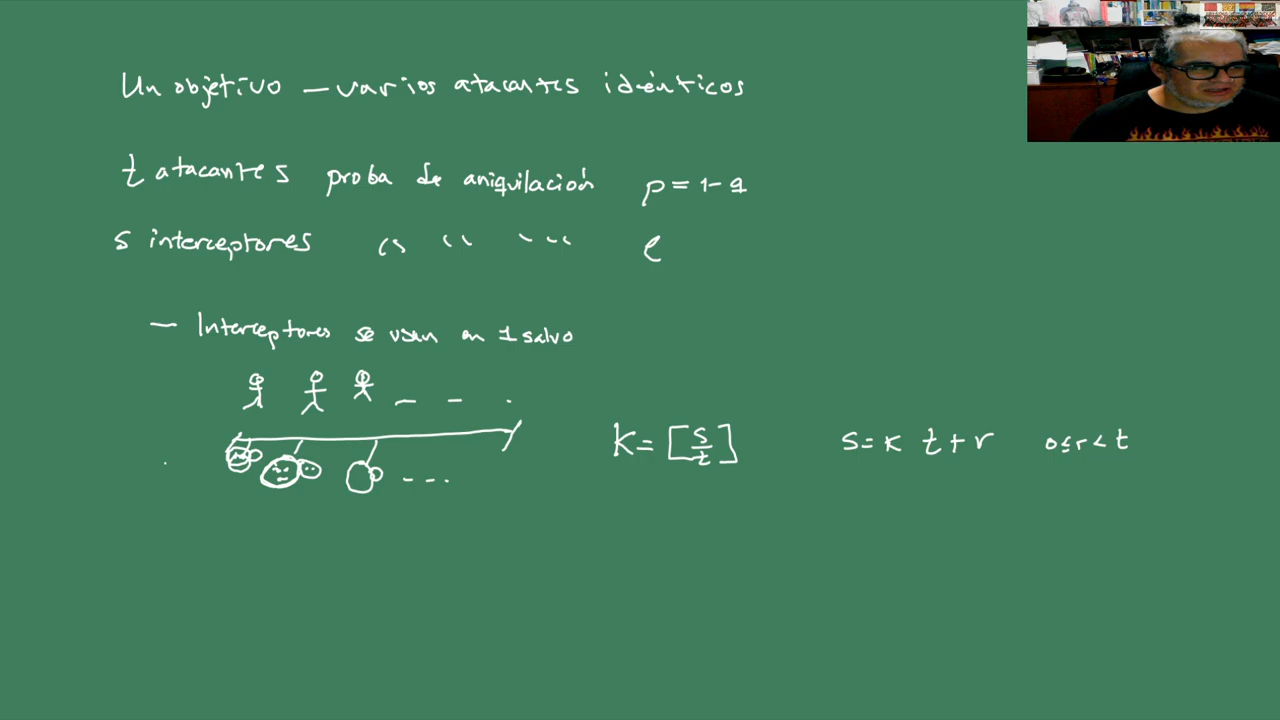 Un objetivo — varios atacantes idénticos
t atacantes proba de aniquilación p = 1 - q
s interceptores " " " e
— Interceptores se usan en 1 salvo
K = [s/t] s = k t + r 0 ≤ r < t